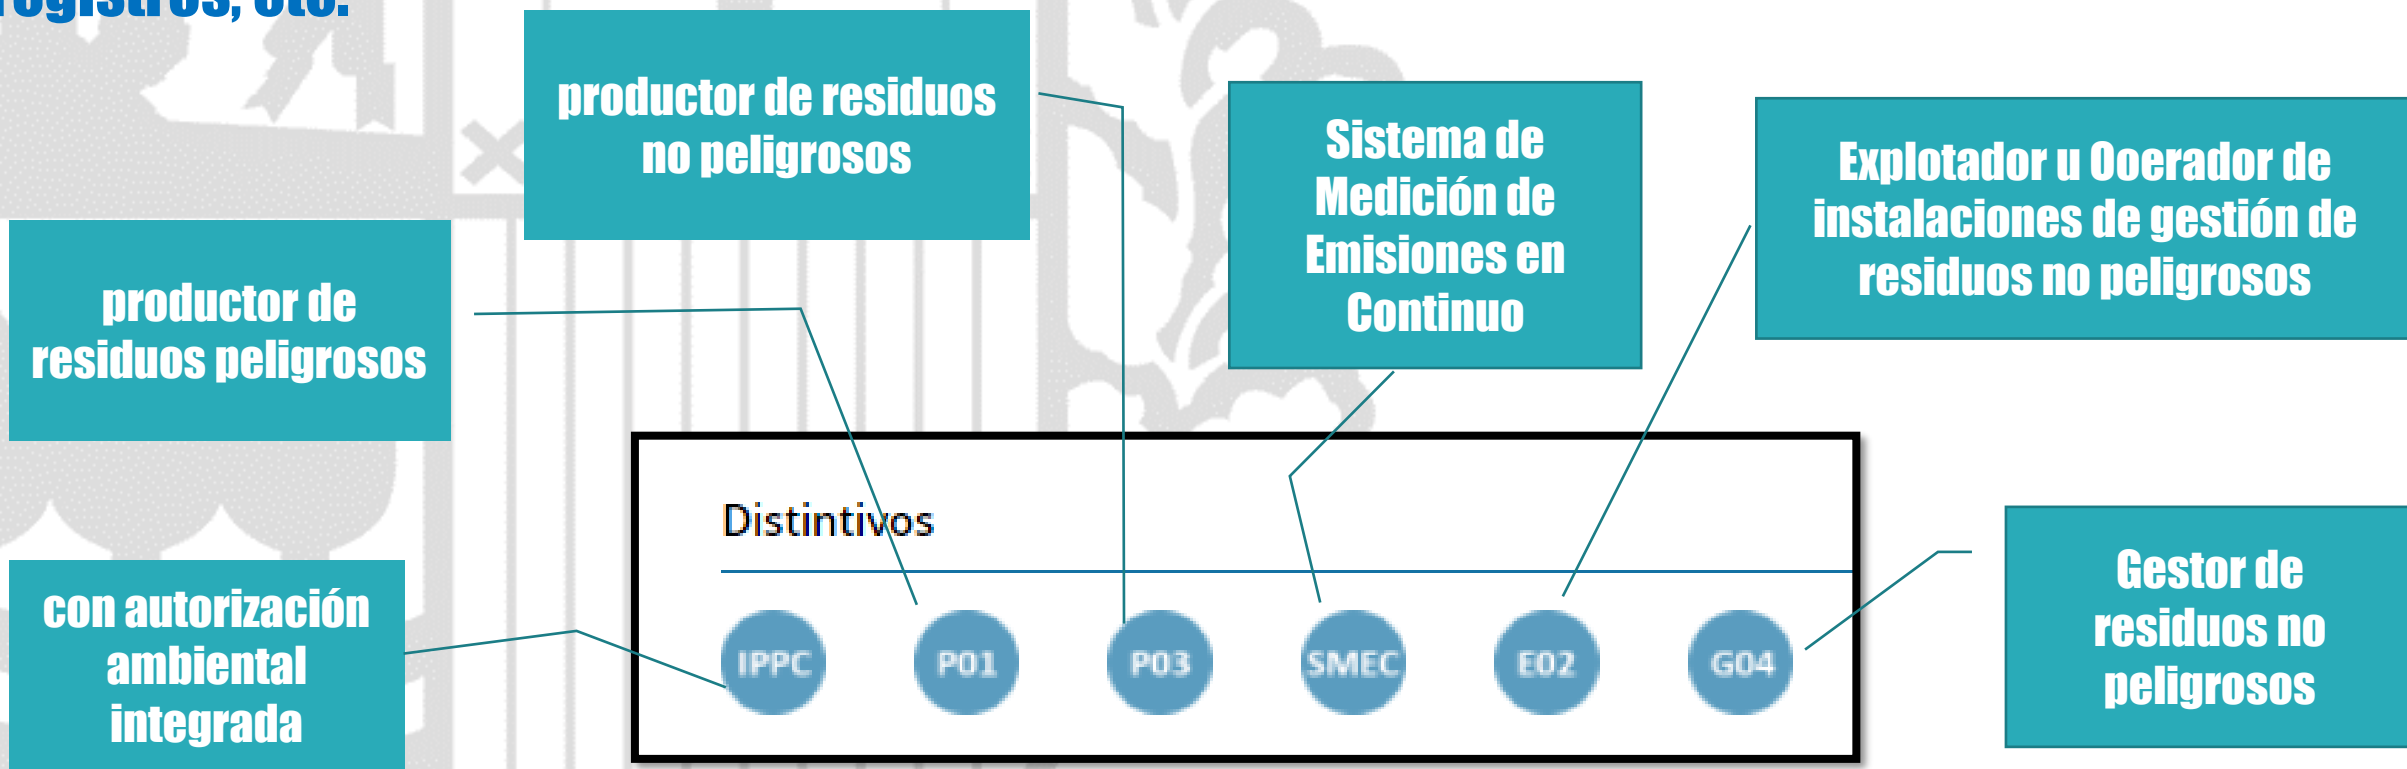 registros, etc.
productor de residuos
no peligrosos
Sistema de
Medición de
Emisiones en
Continuo
Explotador u Ooerador de
instalaciones de gestión de
residuos no peligrosos
productor de
residuos peligrosos
Distintivos
con autorización
ambiental
integrada
IPPC P01 P03 SMEC E02 G04
Gestor de
residuos no
peligrosos